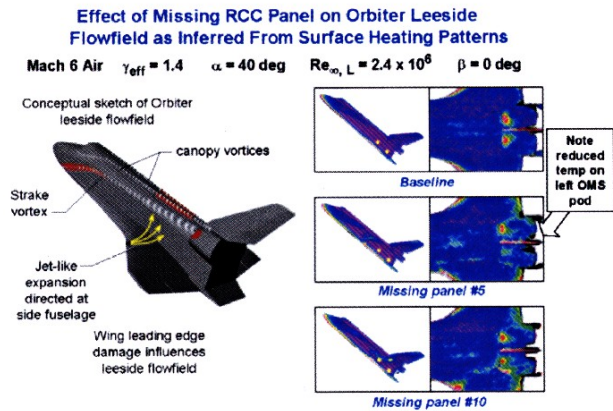 Effect of Missing RCC Panel on Orbiter Leeside
Flowfield as Inferred From Surface Heating Patterns
Mach 6 Air γeff = 1.4 α = 40 deg Re∞, L = 2.4 x 10⁶ β = 0 deg
Conceptual sketch of Orbiter
leeside flowfield
canopy vortices
Strake
vortex
Jet-like
expansion
directed at
side fuselage
Wing leading edge
damage influences
leeside flowfield
Baseline
Note
reduced
temp on
left OMS
pod
Missing panel #5
Missing panel #10